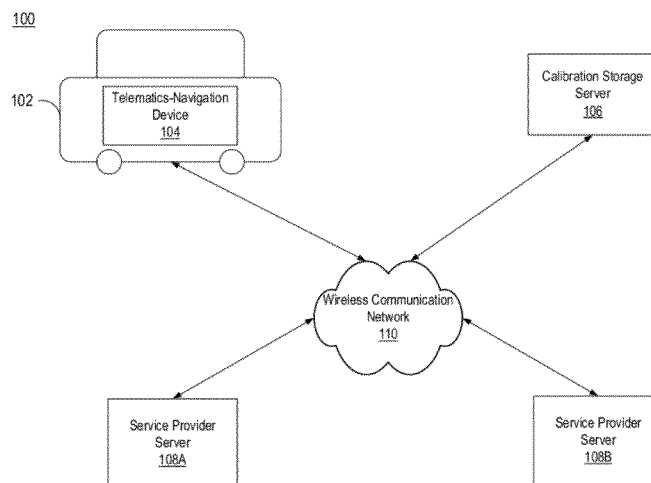 100
102
Telematics-Navigation
Device
104
Calibration Storage
Server
106
Wireless Communication
Network
110
Service Provider
Server
108A
Service Provider
Server
108B